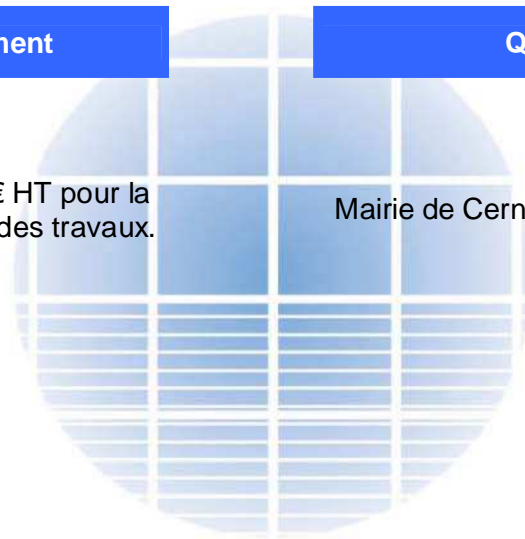 ment
Q
€ HT pour la
des travaux.
Mairie de Cern